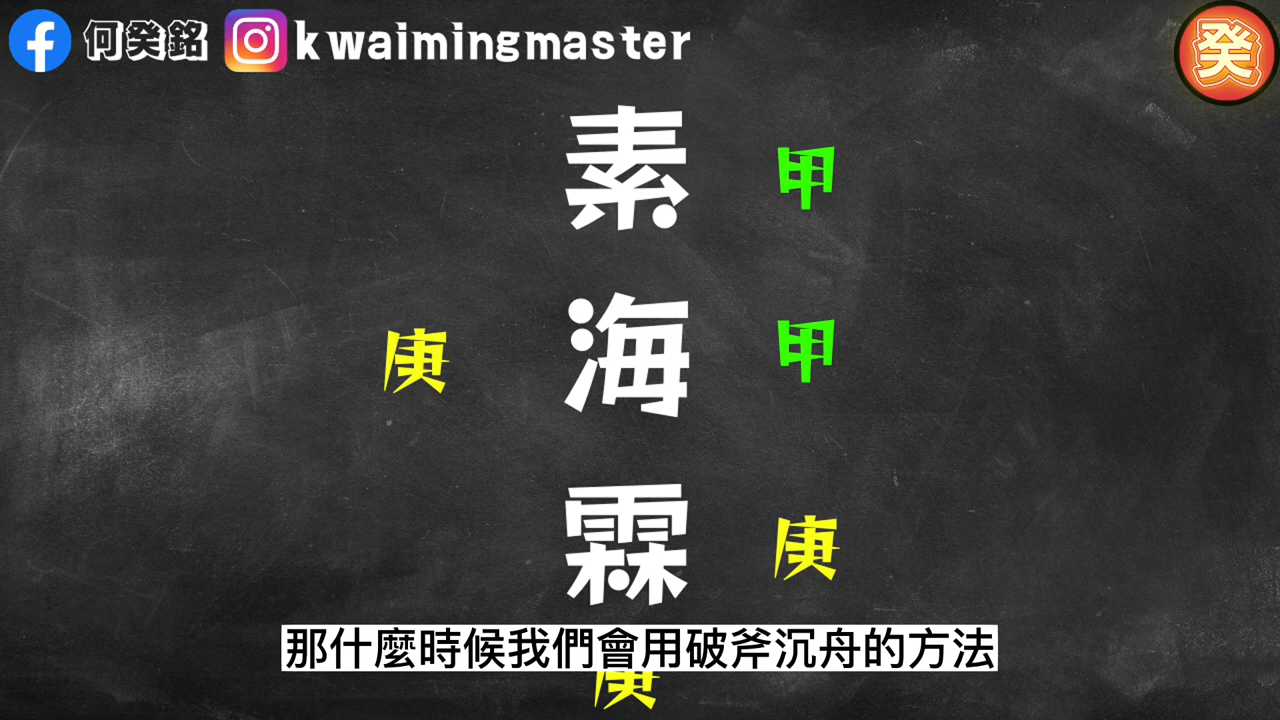 何癸銘 kwaimingmaster
癸
素 甲
庚 海 甲
霖 庚
那什麼時候我們會用破斧沉舟的方法
庚